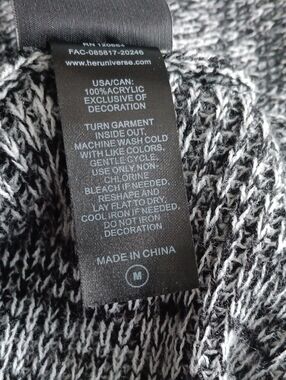 RN 120664
FAC-085817-20246
www.heruniverse.com
USA/CAN:
100%ACRYLIC
EXCLUSIVE OF
DECORATION
TURN GARMENT
INSIDE OUT,
MACHINE WASH COLD
WITH LIKE COLORS,
GENTLE CYCLE,
USE ONLY NON-
CHLORINE
BLEACH IF NEEDED,
RESHAPE AND
LAY FLAT TO DRY,
COOL IRON IF NEEDED,
DO NOT IRON
DECORATION
MADE IN CHINA
M